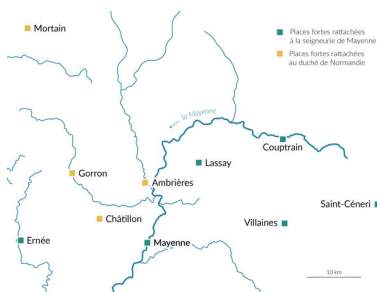 Mortain
Places fortes rattachées
à la seigneurie de Mayenne
Places fortes rattachées
au duché de Normandie
la Mayenne
Couptrain
Lassay
Gorron
Ambrières
Saint-Céneri
Châtillon
Villaines
Ernée
Mayenne
10 km